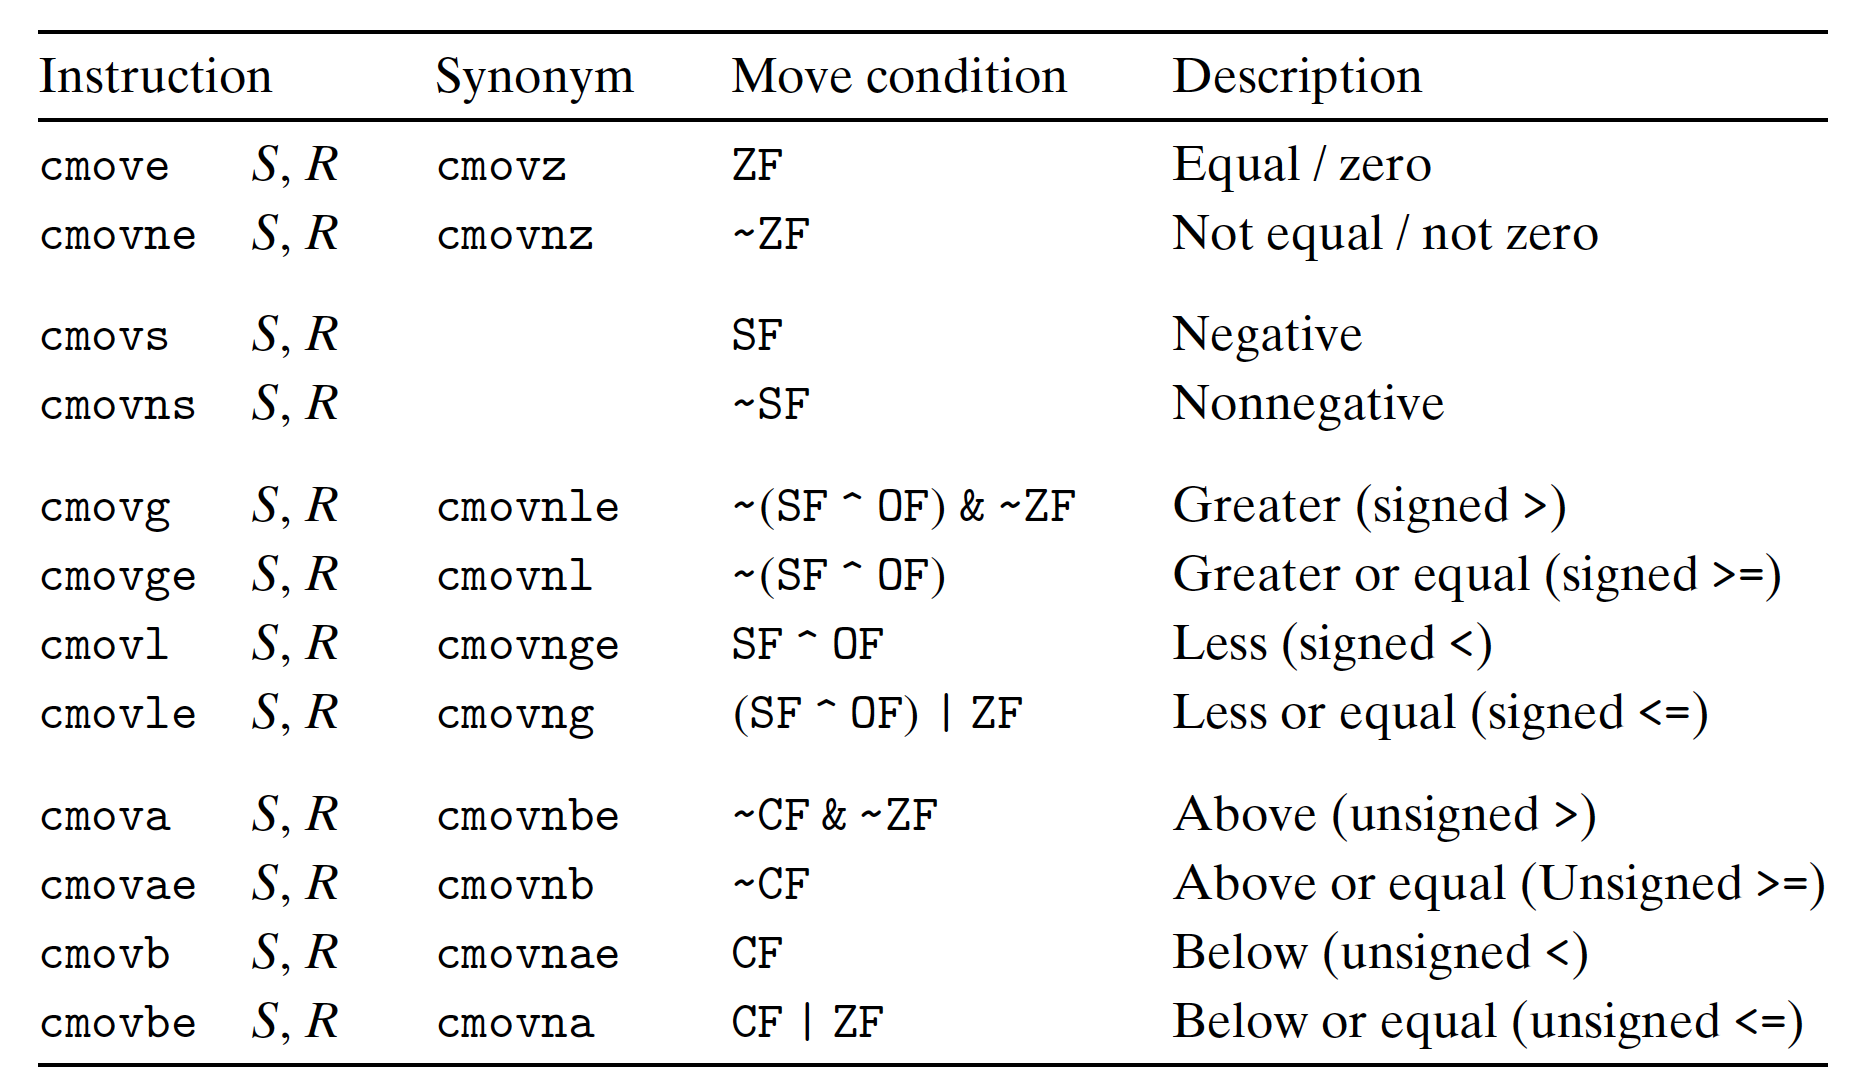 Instruction Synonym Move condition Description
cmove S, R cmovz ZF Equal / zero
cmovne S, R cmovnz ~ZF Not equal / not zero
cmovs S, R SF Negative
cmovns S, R ~SF Nonnegative
cmovg S, R cmovnle ~(SF ^ OF) & ~ZF Greater (signed >)
cmovge S, R cmovnl ~(SF ^ OF) Greater or equal (signed >=)
cmovl S, R cmovnge SF ^ OF Less (signed <)
cmovle S, R cmovng (SF ^ OF) | ZF Less or equal (signed <=)
cmova S, R cmovnbe ~CF & ~ZF Above (unsigned >)
cmovae S, R cmovnb ~CF Above or equal (Unsigned >=)
cmovb S, R cmovnae CF Below (unsigned <)
cmovbe S, R cmovna CF | ZF Below or equal (unsigned <=)